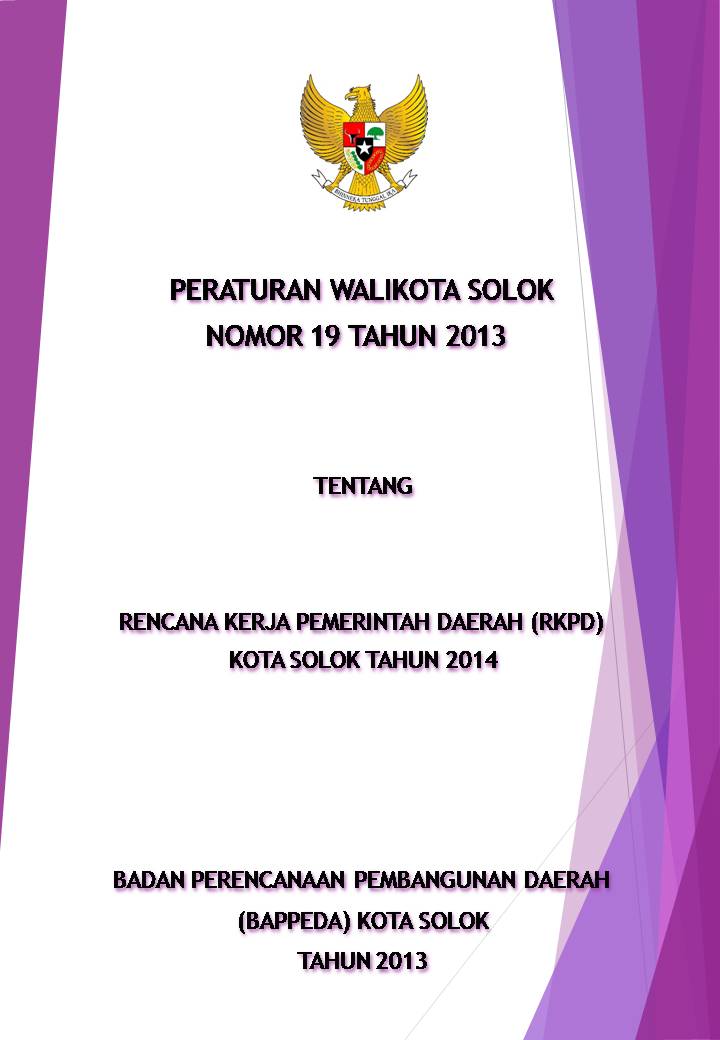 BHINNEKA TUNGGAL IKA
PERATURAN WALIKOTA SOLOK
NOMOR 19 TAHUN 2013
TENTANG
RENCANA KERJA PEMERINTAH DAERAH (RKPD)
KOTA SOLOK TAHUN 2014
BADAN PERENCANAAN PEMBANGUNAN DAERAH
(BAPPEDA) KOTA SOLOK
TAHUN 2013